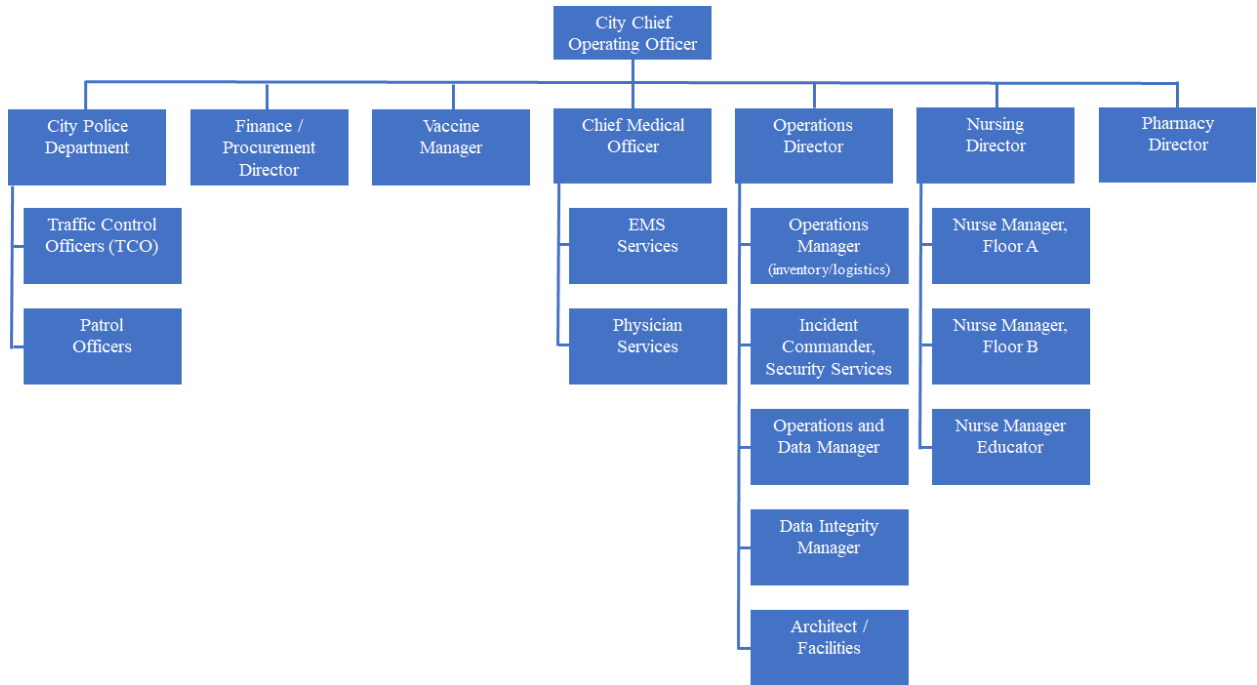 City Chief
Operating Officer
City Police
Department
Finance /
Procurement
Director
Vaccine
Manager
Chief Medical
Officer
Operations
Director
Nursing
Director
Pharmacy
Director
Traffic Control
Officers (TCO)
EMS
Services
Operations
Manager
(inventory/logistics)
Nurse Manager,
Floor A
Patrol
Officers
Physician
Services
Incident
Commander,
Security Services
Nurse Manager,
Floor B
Operations and
Data Manager
Nurse Manager
Educator
Data Integrity
Manager
Architect /
Facilities